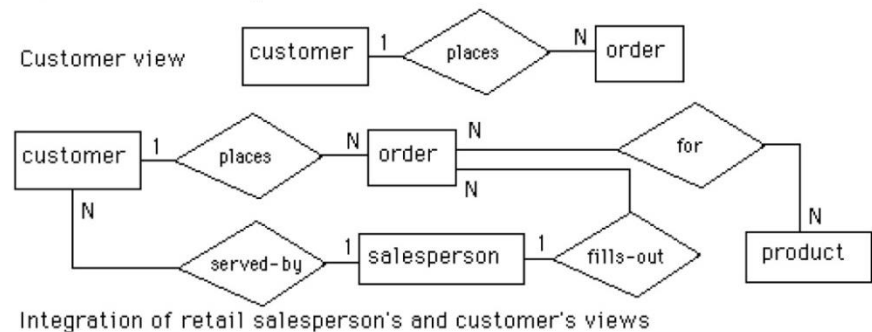 customer 1 places N order
Customer view
customer 1 places N order N for
N N
N
served-by 1 salesperson 1 fills-out product
Integration of retail salesperson's and customer's views